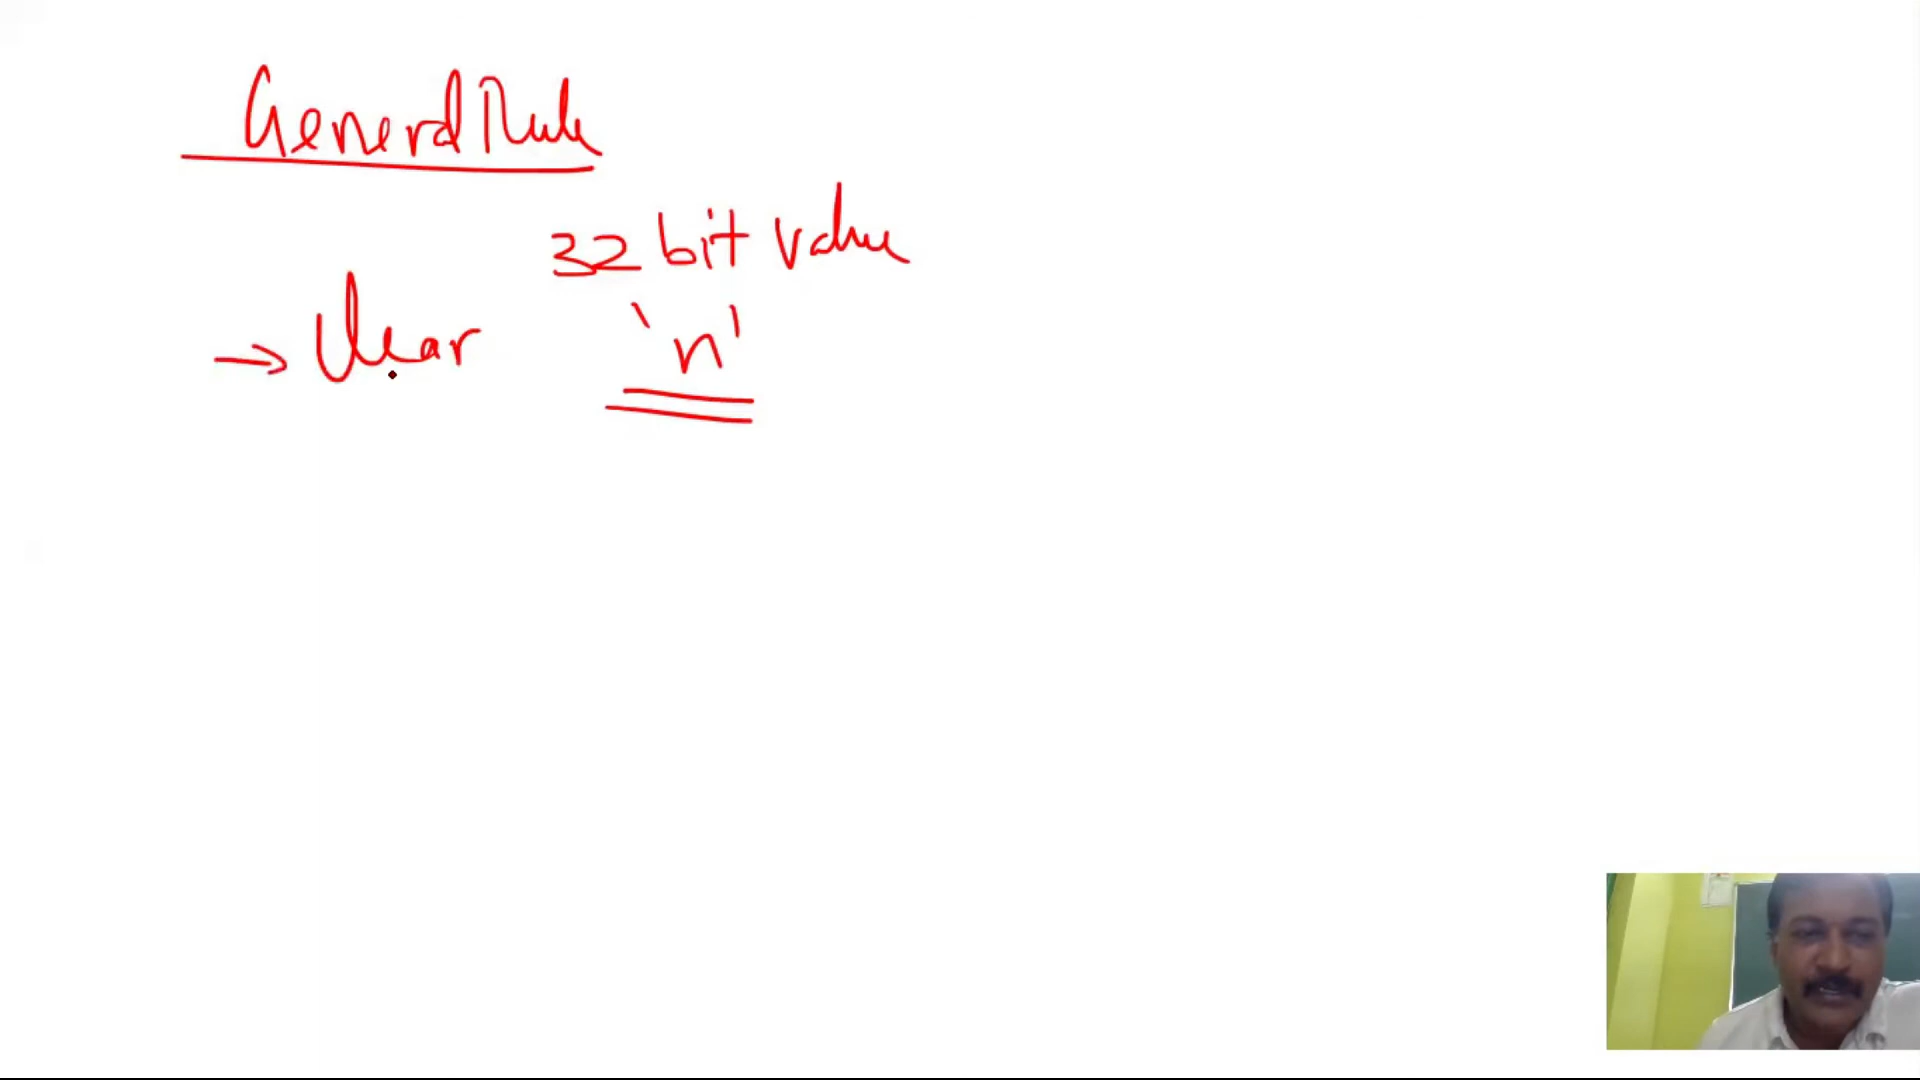 General Rule
32 bit value
→ Clear 'n'